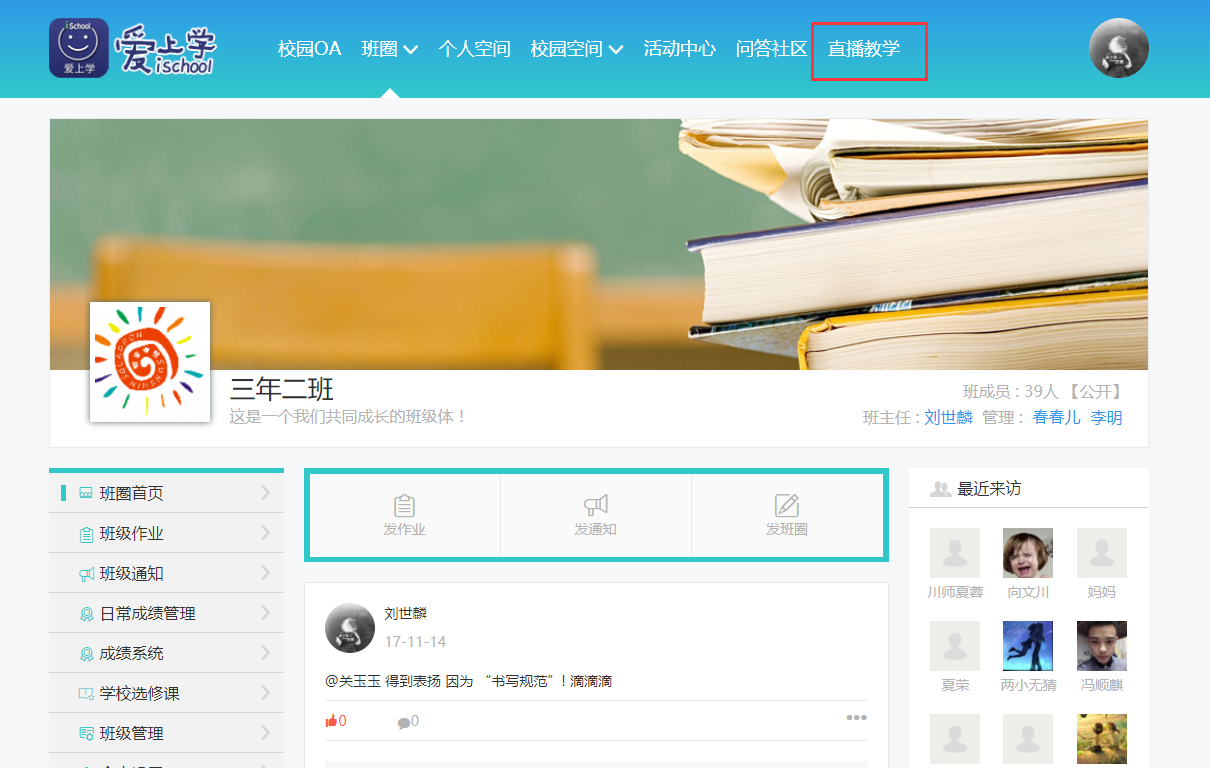 iSchool
爱上学
爱上学
ischool
校园OA 班圈 个人空间 校园空间 活动中心 问答社区 直播教学
三年二班
这是一个我们共同成长的班级体！
班成员 : 39人 【公开】
班主任 : 刘世麟 管理 : 春春儿 李明
班圈首页
班级作业
班级通知
日常成绩管理
成绩系统
学校选修课
班级管理
发作业
发通知
发班圈
刘世麟
17-11-14
@关玉玉 得到表扬 因为 “书写规范”! 滴滴滴
0
0
最近来访
川师夏蓉 向文川 妈妈
夏荣 两小无猜 冯顺麒